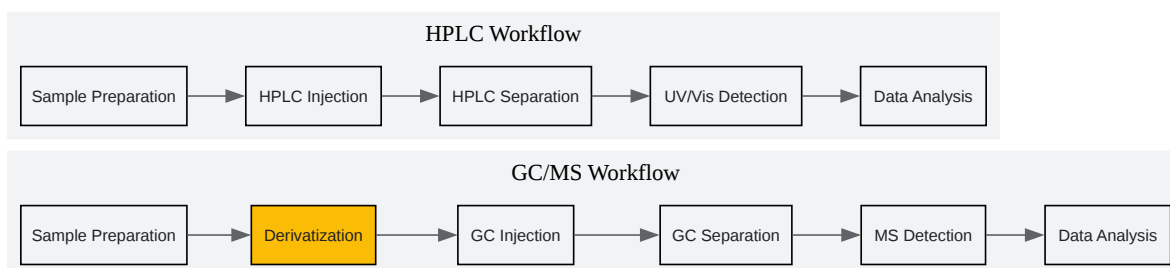 HPLC Workflow
Sample Preparation
HPLC Injection
HPLC Separation
UV/Vis Detection
Data Analysis
GC/MS Workflow
Sample Preparation
Derivatization
GC Injection
GC Separation
MS Detection
Data Analysis